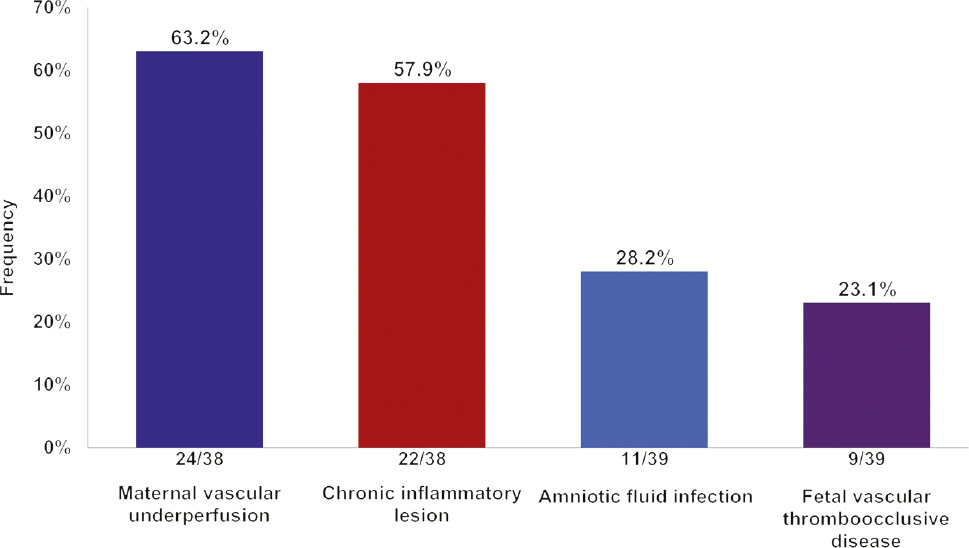 70%
60%
50%
40%
30%
20%
10%
0%
Frequency
63.2%
57.9%
28.2%
23.1%
24/38
22/38
11/39
9/39
Maternal vascular
underperfusion
Chronic inflammatory
lesion
Amniotic fluid infection
Fetal vascular
thromboocclusive
disease